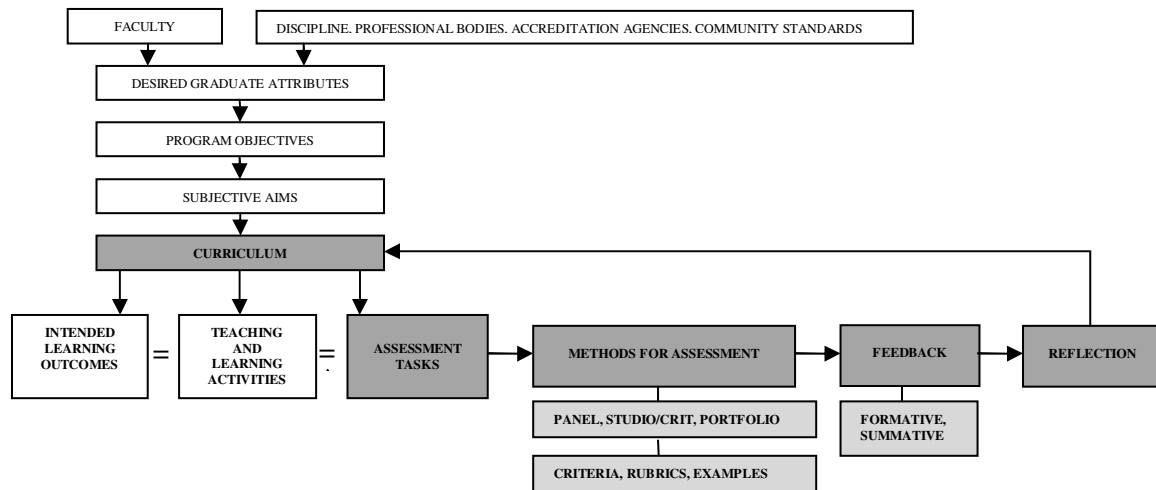 FACULTY
DISCIPLINE. PROFESSIONAL BODIES. ACCREDITATION AGENCIES. COMMUNITY STANDARDS
DESIRED GRADUATE ATTRIBUTES
PROGRAM OBJECTIVES
SUBJECTIVE AIMS
CURRICULUM
INTENDED
LEARNING
OUTCOMES
=
TEACHING
AND
LEARNING
ACTIVITIES
=
.
ASSESSMENT
TASKS
METHODS FOR ASSESSMENT
FEEDBACK
REFLECTION
PANEL, STUDIO/CRIT, PORTFOLIO
FORMATIVE,
SUMMATIVE
CRITERIA, RUBRICS, EXAMPLES